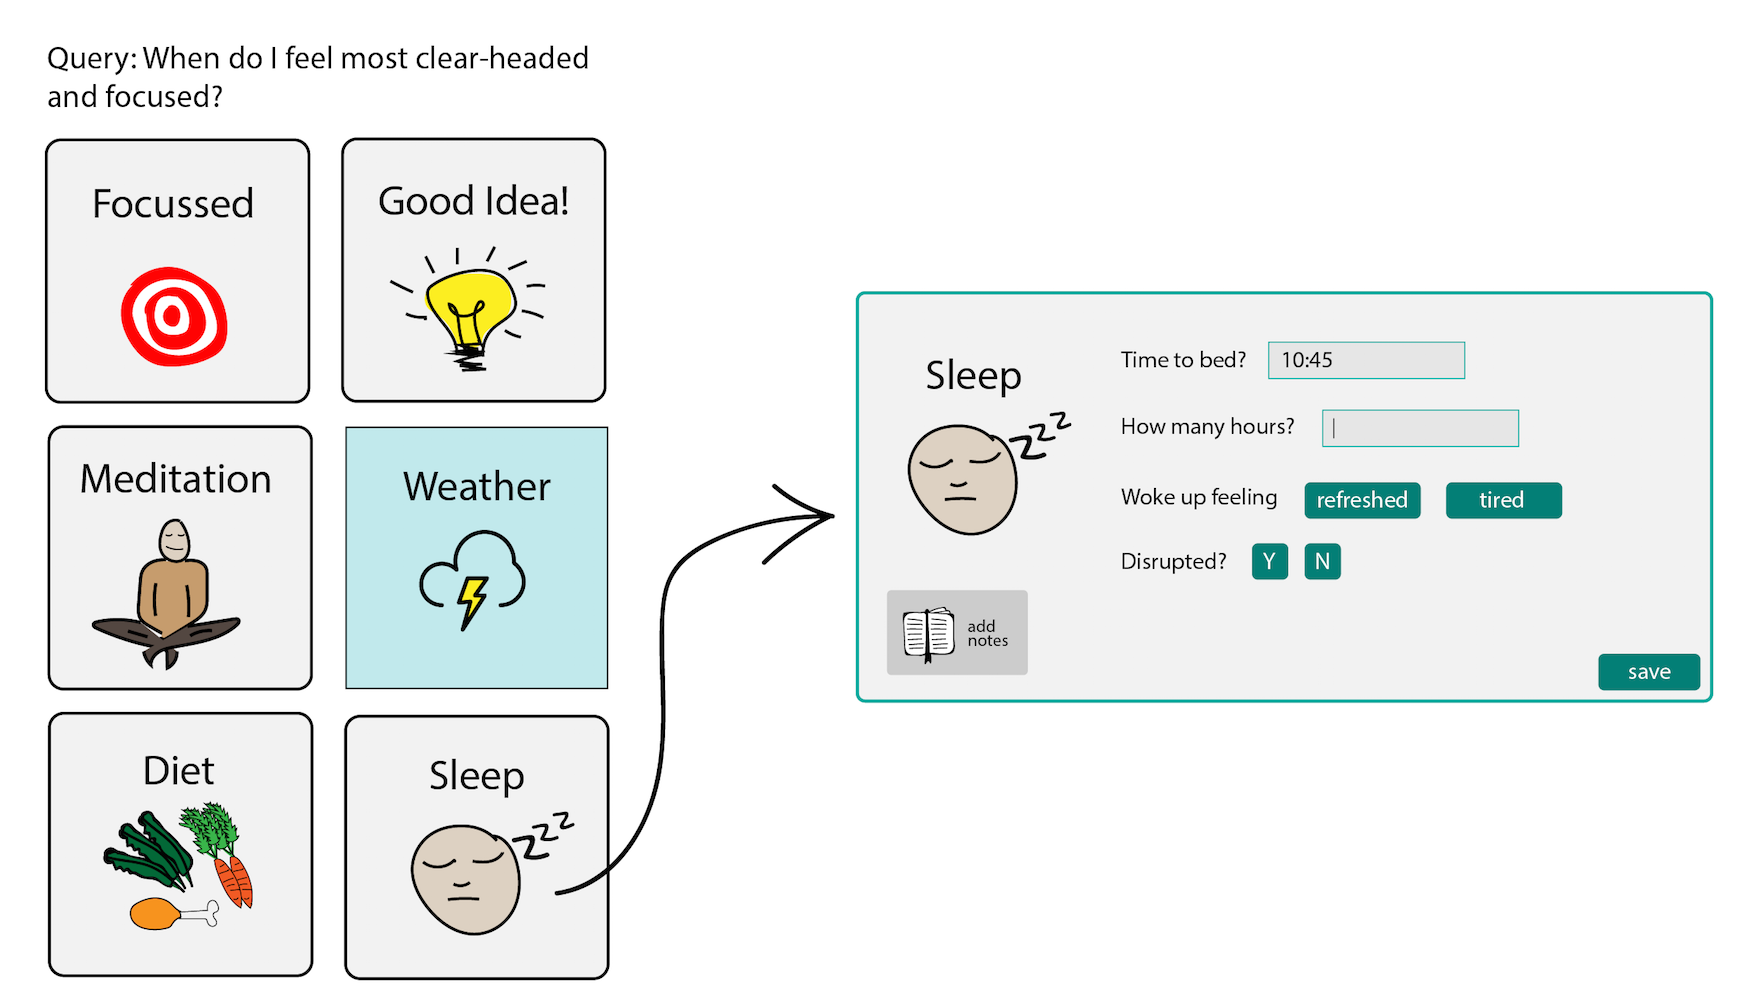 Query: When do I feel most clear-headed
and focused?
Focussed
Good Idea!
Meditation
Weather
Diet
Sleep
zzz
Sleep
zzz
Time to bed? 10:45
How many hours?
Woke up feeling refreshed tired
Disrupted? Y N
add
notes
save